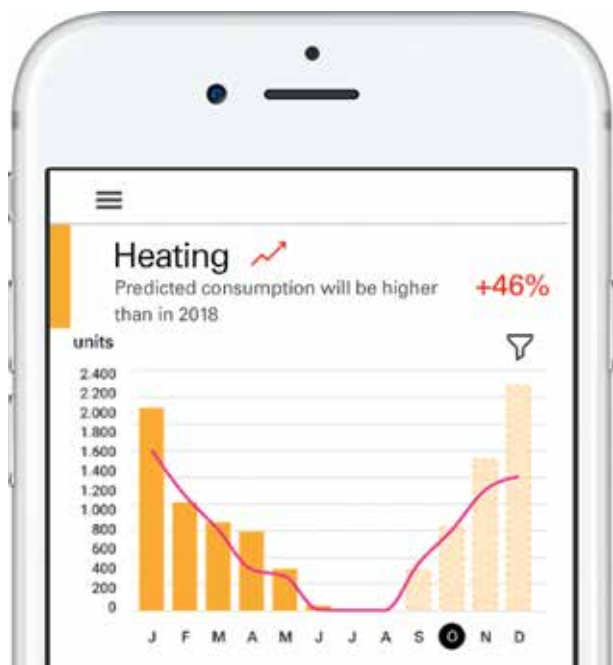 Heating
Predicted consumption will be higher
than in 2018
+46%
units
2.400
2.200
2.000
1.800
1.600
1.400
1.200
1.000
800
600
400
200
0
J F M A M J J A S O N D